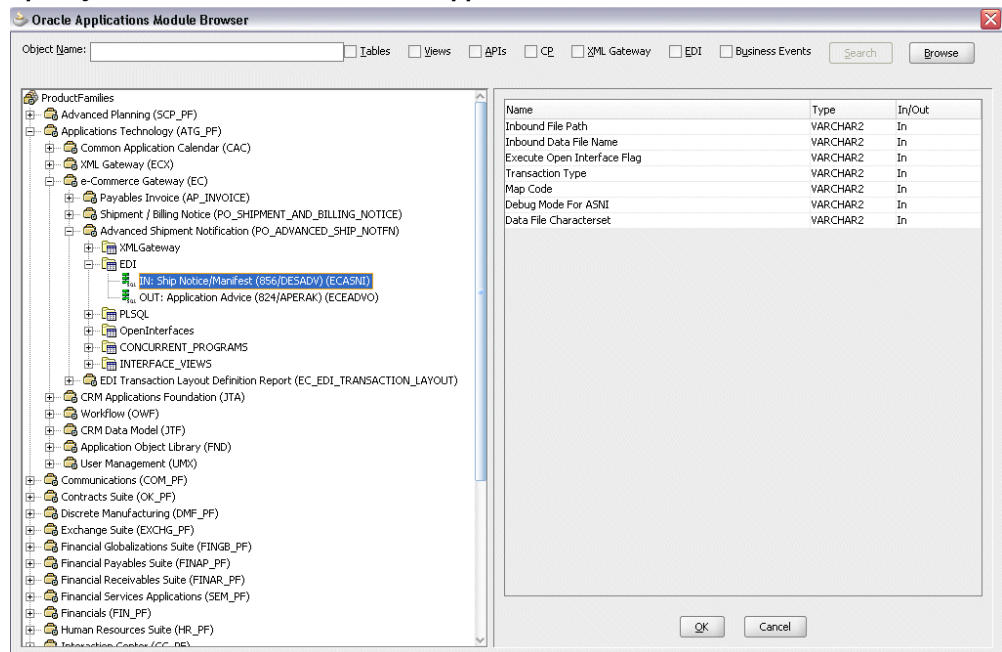 Oracle Applications Module Browser
Object Name: Tables Views APIs CP XML Gateway EDI Business Events Search Browse
ProductFamilies
Advanced Planning (SCP_PF)
Applications Technology (ATG_PF)
Common Application Calendar (CAC)
XML Gateway (ECX)
e-Commerce Gateway (EC)
Payables Invoice (AP_INVOICE)
Shipment / Billing Notice (PO_SHIPMENT_AND_BILLING_NOTICE)
Advanced Shipment Notification (PO_ADVANCED_SHIP_NOTFN)
XMLGateway
EDI
IN: Ship Notice/Manifest (856/DESADV) (ECASNI)
OUT: Application Advice (824/APERAK) (ECEADVO)
PLSQL
OpenInterfaces
CONCURRENT_PROGRAMS
INTERFACE_VIEWS
EDI Transaction Layout Definition Report (EC_EDI_TRANSACTION_LAYOUT)
CRM Applications Foundation (JTA)
Workflow (OWF)
CRM Data Model (JTF)
Application Object Library (FND)
User Management (UMX)
Communications (COM_PF)
Contracts Suite (OK_PF)
Discrete Manufacturing (DMF_PF)
Exchange Suite (EXCHG_PF)
Financial Globalizations Suite (FINGB_PF)
Financial Payables Suite (FINAP_PF)
Financial Receivables Suite (FINAR_PF)
Financial Services Applications (SEM_PF)
Financials (FIN_PF)
Human Resources Suite (HR_PF)
Interaction Center (CC_PF)
Name Type In/Out
Inbound File Path VARCHAR2 In
Inbound Data File Name VARCHAR2 In
Execute Open Interface Flag VARCHAR2 In
Transaction Type VARCHAR2 In
Map Code VARCHAR2 In
Debug Mode For ASNI VARCHAR2 In
Data File Characterset VARCHAR2 In
OK Cancel